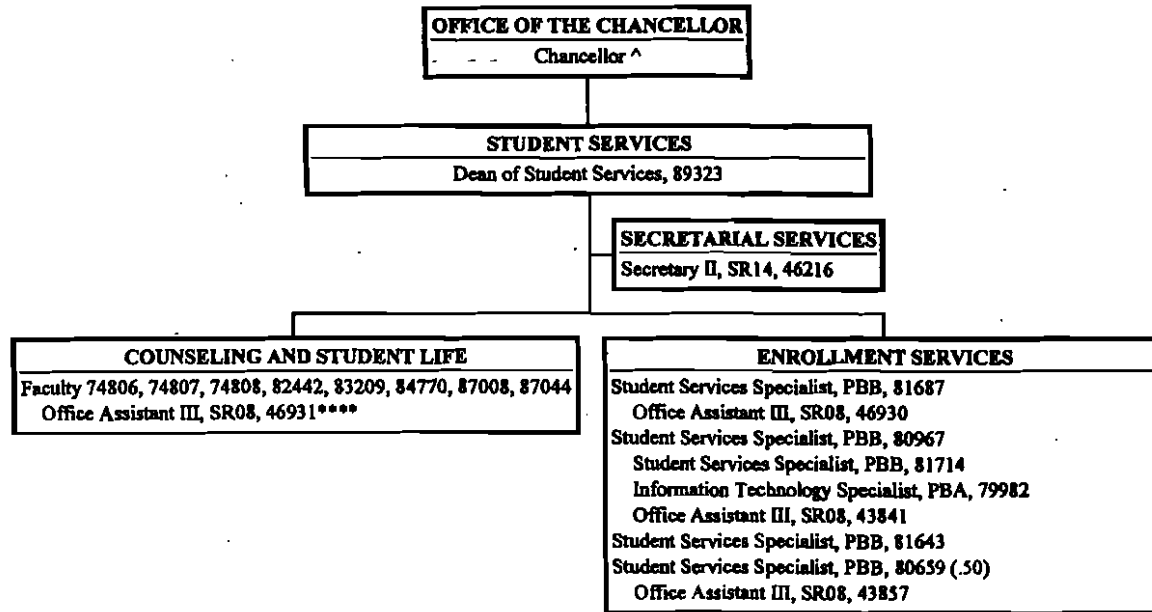 OFFICE OF THE CHANCELLOR
Chancellor ^
STUDENT SERVICES
Dean of Student Services, 89323
SECRETARIAL SERVICES
Secretary II, SR14, 46216
COUNSELING AND STUDENT LIFE
Faculty 74806, 74807, 74808, 82442, 83209, 84770, 87008, 87044
Office Assistant III, SR08, 46931****
ENROLLMENT SERVICES
Student Services Specialist, PBB, 81687
Office Assistant III, SR08, 46930
Student Services Specialist, PBB, 80967
Student Services Specialist, PBB, 81714
Information Technology Specialist, PBA, 79982
Office Assistant III, SR08, 43841
Student Services Specialist, PBB, 81643
Student Services Specialist, PBB, 80659 (.50)
Office Assistant III, SR08, 43857